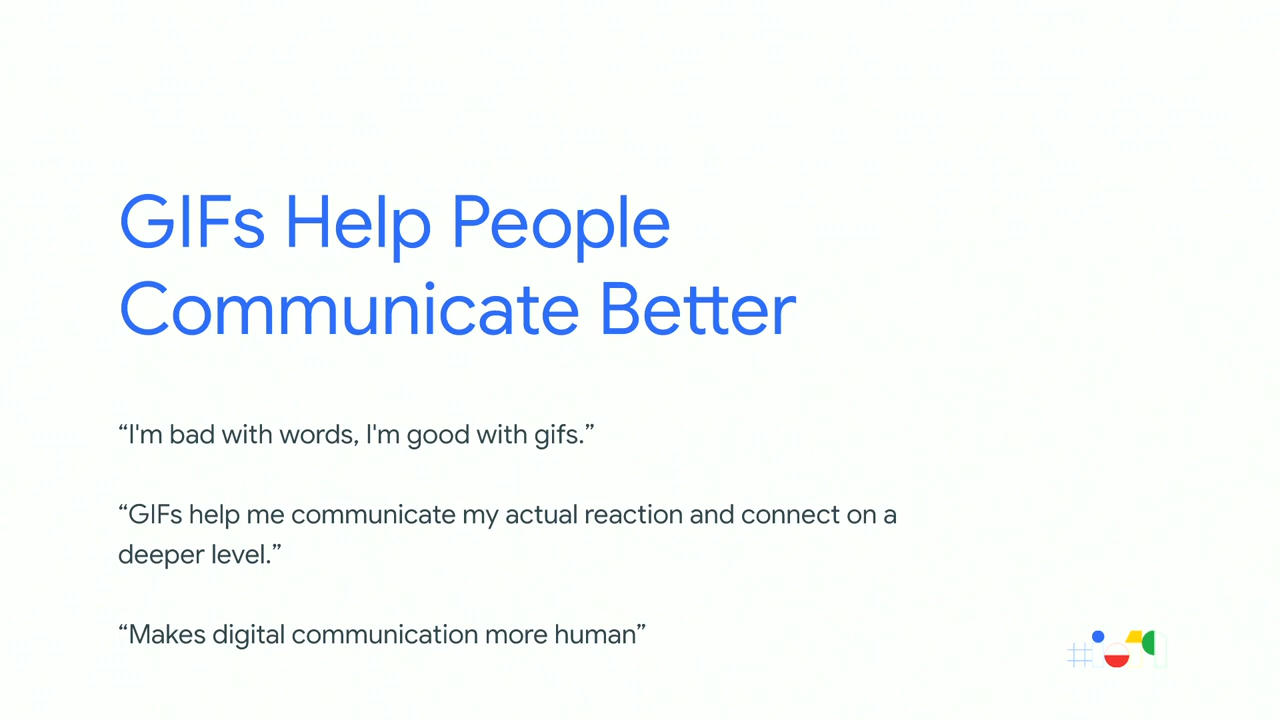 GIFs Help People
Communicate Better
“I'm bad with words, I'm good with gifs.”
“GIFs help me communicate my actual reaction and connect on a
deeper level.”
“Makes digital communication more human”
#io19